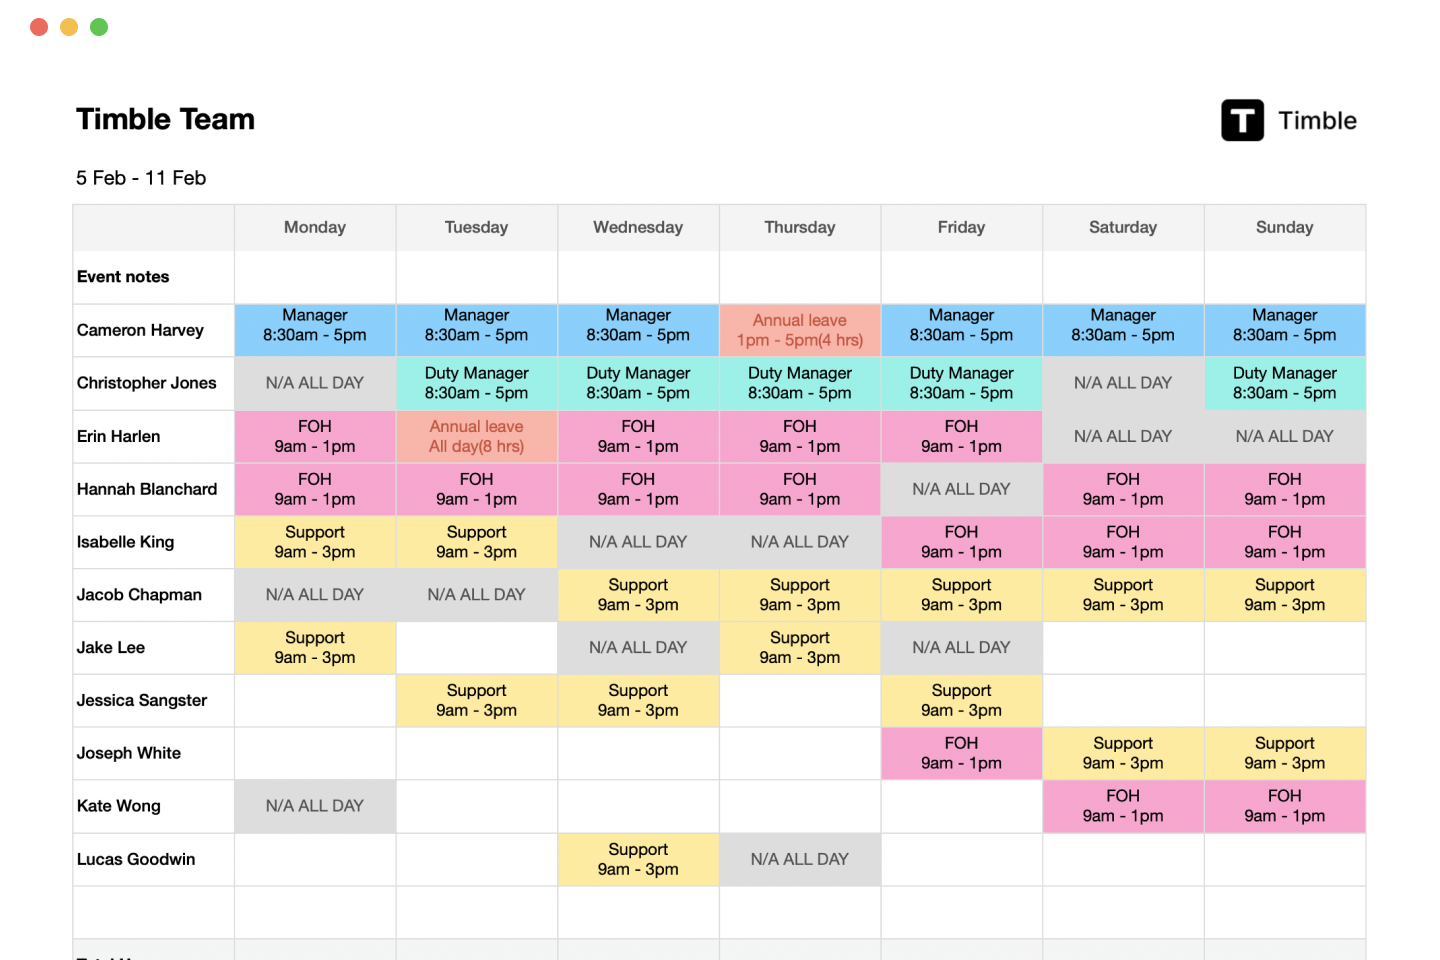 Timble Team
T Timble
5 Feb - 11 Feb
Monday Tuesday Wednesday Thursday Friday Saturday Sunday
Event notes
Cameron Harvey
Manager
8:30am - 5pm
Manager
8:30am - 5pm
Manager
8:30am - 5pm
Annual leave
1pm - 5pm(4 hrs)
Manager
8:30am - 5pm
Manager
8:30am - 5pm
Manager
8:30am - 5pm
Christopher Jones
N/A ALL DAY
Duty Manager
8:30am - 5pm
Duty Manager
8:30am - 5pm
Duty Manager
8:30am - 5pm
Duty Manager
8:30am - 5pm
N/A ALL DAY
Duty Manager
8:30am - 5pm
Erin Harlen
FOH
9am - 1pm
Annual leave
All day(8 hrs)
FOH
9am - 1pm
FOH
9am - 1pm
FOH
9am - 1pm
N/A ALL DAY
N/A ALL DAY
Hannah Blanchard
FOH
9am - 1pm
FOH
9am - 1pm
FOH
9am - 1pm
FOH
9am - 1pm
N/A ALL DAY
FOH
9am - 1pm
FOH
9am - 1pm
Isabelle King
Support
9am - 3pm
Support
9am - 3pm
N/A ALL DAY
N/A ALL DAY
FOH
9am - 1pm
FOH
9am - 1pm
FOH
9am - 1pm
Jacob Chapman
N/A ALL DAY
N/A ALL DAY
Support
9am - 3pm
Support
9am - 3pm
Support
9am - 3pm
Support
9am - 3pm
Support
9am - 3pm
Jake Lee
Support
9am - 3pm
N/A ALL DAY
Support
9am - 3pm
N/A ALL DAY
Jessica Sangster
Support
9am - 3pm
Support
9am - 3pm
Support
9am - 3pm
Joseph White
FOH
9am - 1pm
Support
9am - 3pm
Support
9am - 3pm
Kate Wong
N/A ALL DAY
FOH
9am - 1pm
FOH
9am - 1pm
Lucas Goodwin
Support
9am - 3pm
N/A ALL DAY